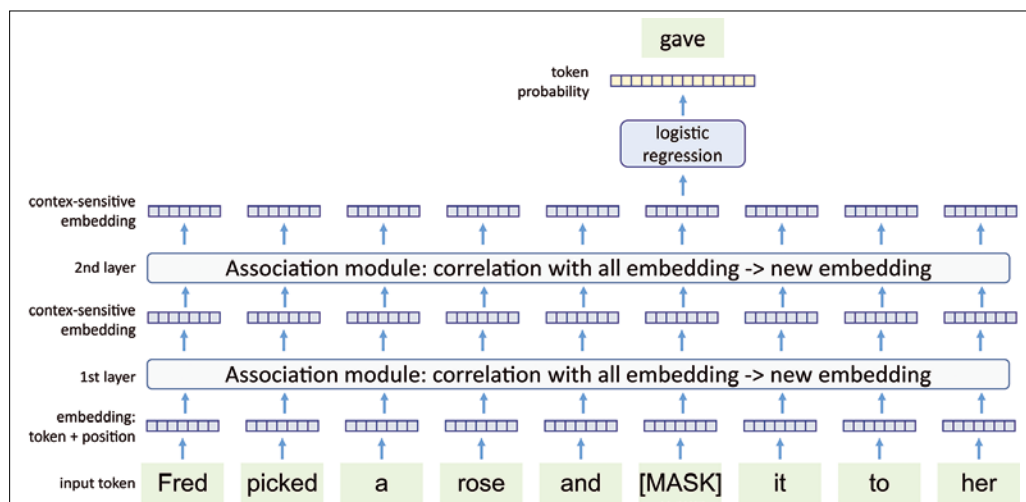 gave
token
probability
logistic
regression
contex-sensitive
embedding
2nd layer
Association module: correlation with all embedding -> new embedding
contex-sensitive
embedding
1st layer
Association module: correlation with all embedding -> new embedding
embedding:
token + position
input token Fred picked a rose and [MASK] it to her